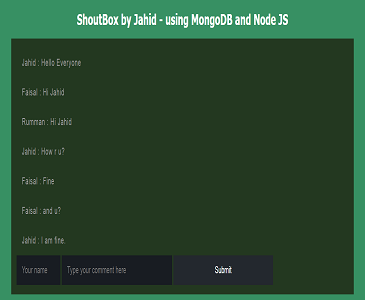 ShoutBox by Jahid - using MongoDB and Node JS
Jahid : Hello Everyone
Faisal : Hi Jahid
Rumman : Hi Jahid
Jahid : How r u?
Faisal : Fine
Faisal : and u?
Jahid : I am fine.
Your name Type your comment here Submit